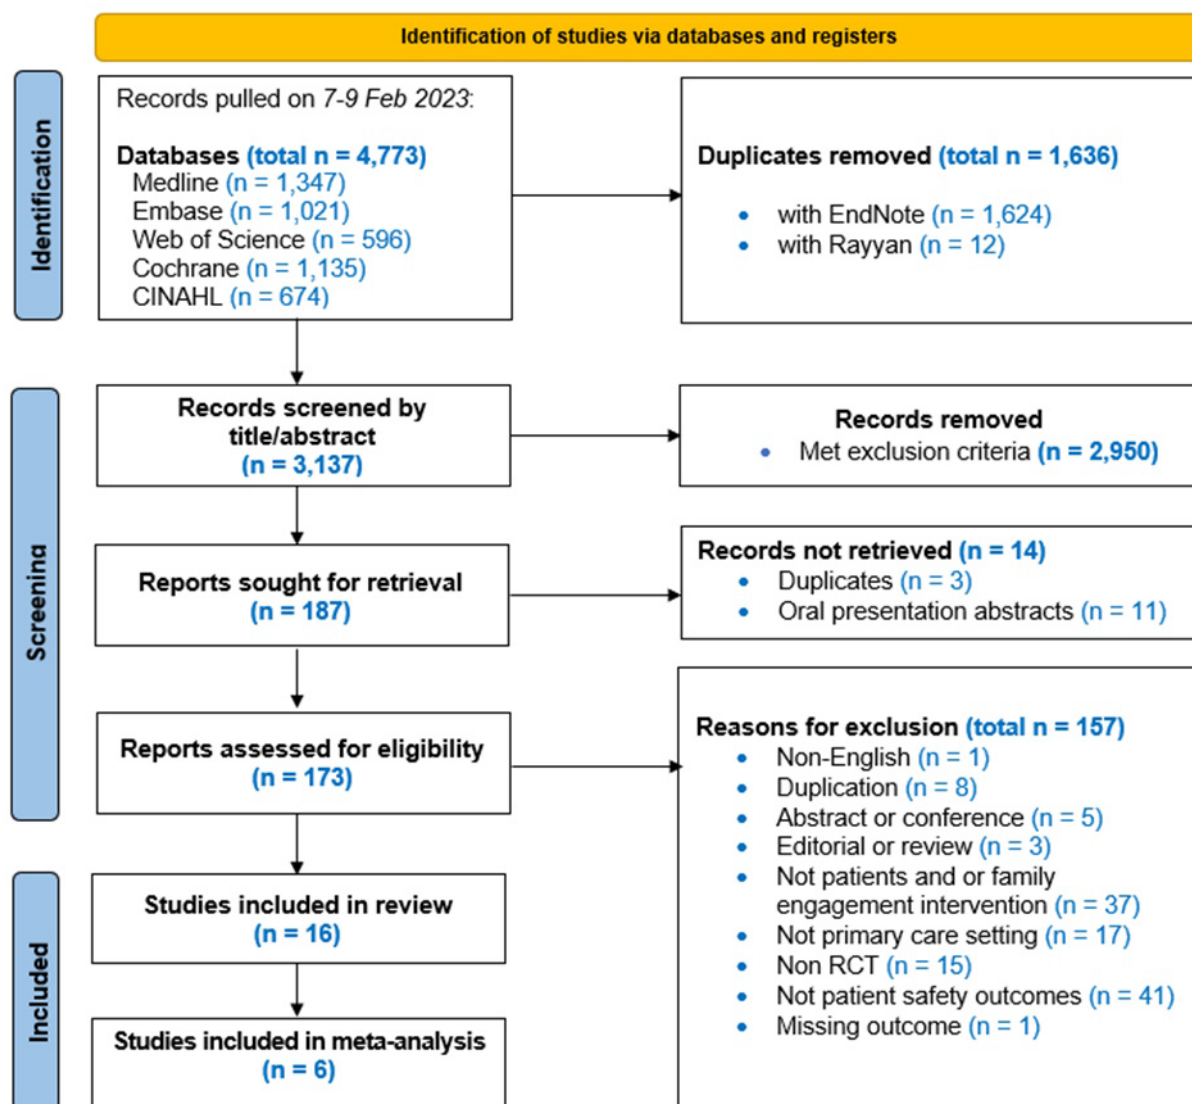 Identification of studies via databases and registers
Identification
Records pulled on 7-9 Feb 2023:
Databases (total n = 4,773)
Medline (n = 1,347)
Embase (n = 1,021)
Web of Science (n = 596)
Cochrane (n = 1,135)
CINAHL (n = 674)
Duplicates removed (total n = 1,636)
• with EndNote (n = 1,624)
• with Rayyan (n = 12)
Screening
Records screened by
title/abstract
(n = 3,137)
Records removed
• Met exclusion criteria (n = 2,950)
Reports sought for retrieval
(n = 187)
Records not retrieved (n = 14)
• Duplicates (n = 3)
• Oral presentation abstracts (n = 11)
Reports assessed for eligibility
(n = 173)
Reasons for exclusion (total n = 157)
• Non-English (n = 1)
• Duplication (n = 8)
• Abstract or conference (n = 5)
• Editorial or review (n = 3)
• Not patients and or family
engagement intervention (n = 37)
• Not primary care setting (n = 17)
• Non RCT (n = 15)
• Not patient safety outcomes (n = 41)
• Missing outcome (n = 1)
Included
Studies included in review
(n = 16)
Studies included in meta-analysis
(n = 6)